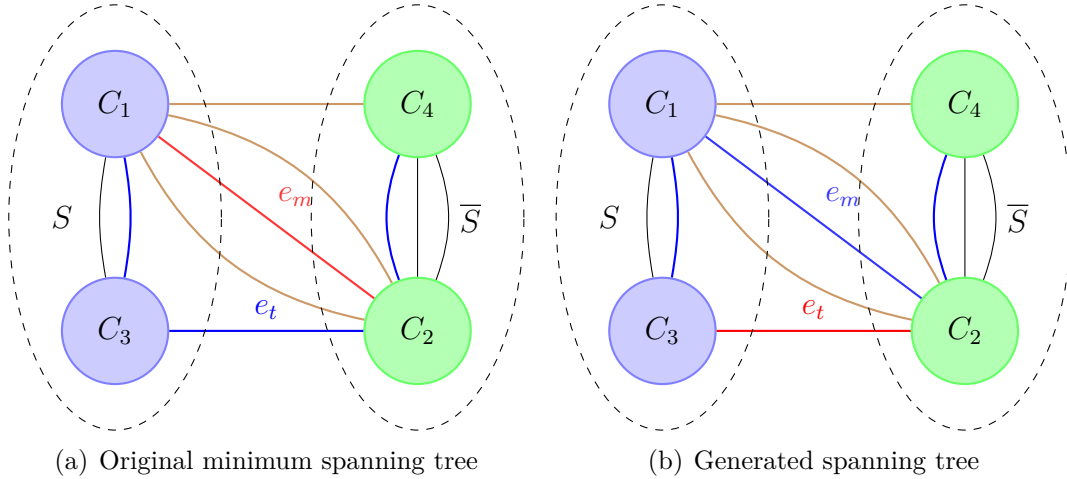 C₁
C₄
S
e_m
S̅
e_t
C₃
C₂
(a) Original minimum spanning tree
C₁
C₄
S
e_m
S̅
e_t
C₃
C₂
(b) Generated spanning tree